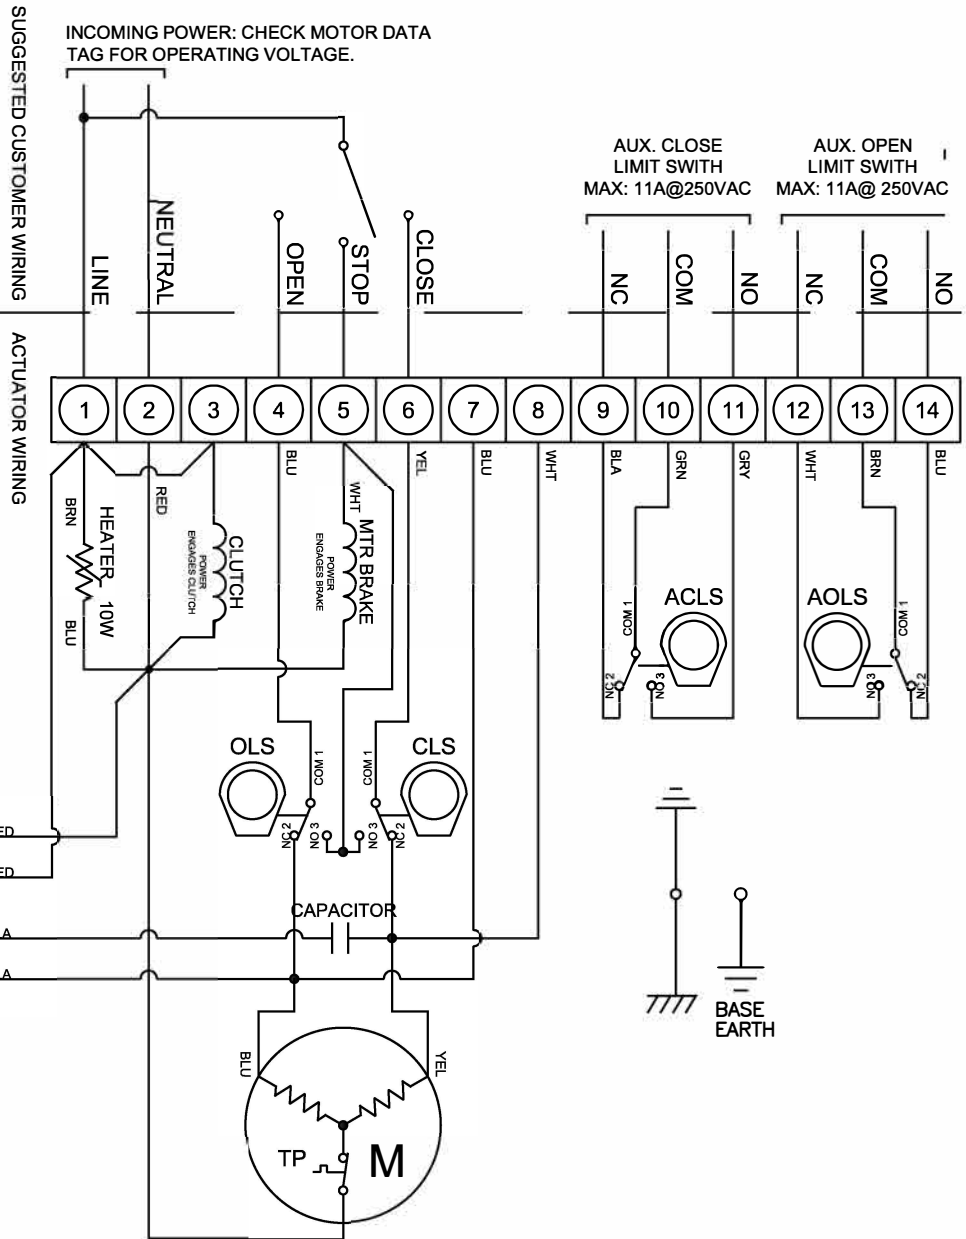 SUGGESTED CUSTOMER WIRING
INCOMING POWER: CHECK MOTOR DATA
TAG FOR OPERATING VOLTAGE.
AUX. CLOSE
LIMIT SWITH
MAX: 11A@250VAC
AUX. OPEN
LIMIT SWITH
MAX: 11A@ 250VAC
LINE
NEUTRAL
OPEN
STOP
CLOSE
NC
COM
NO
NC
COM
NO
ACTUATOR WIRING
1 2 3 4 5 6 7 8 9 10 11 12 13 14
BLU
YEL
BLU
WHT
BLA
GRN
GRY
WHT
BRN
BLU
RED
WHT
BRN
HEATER 10W
BLU
CLUTCH
POWER
ENGAGES CLUTCH
MTR BRAKE
POWER
ENGAGES BRAKE
ACLS
COM 1
NC 2
NO 3
AOLS
COM 1
NO 3
NC 2
OLS
COM 1
NC 2
NO 3
CLS
COM 1
NO 3
NC 2
ED
ED
A
A
CAPACITOR
BLU
YEL
TP
M
BASE
EARTH